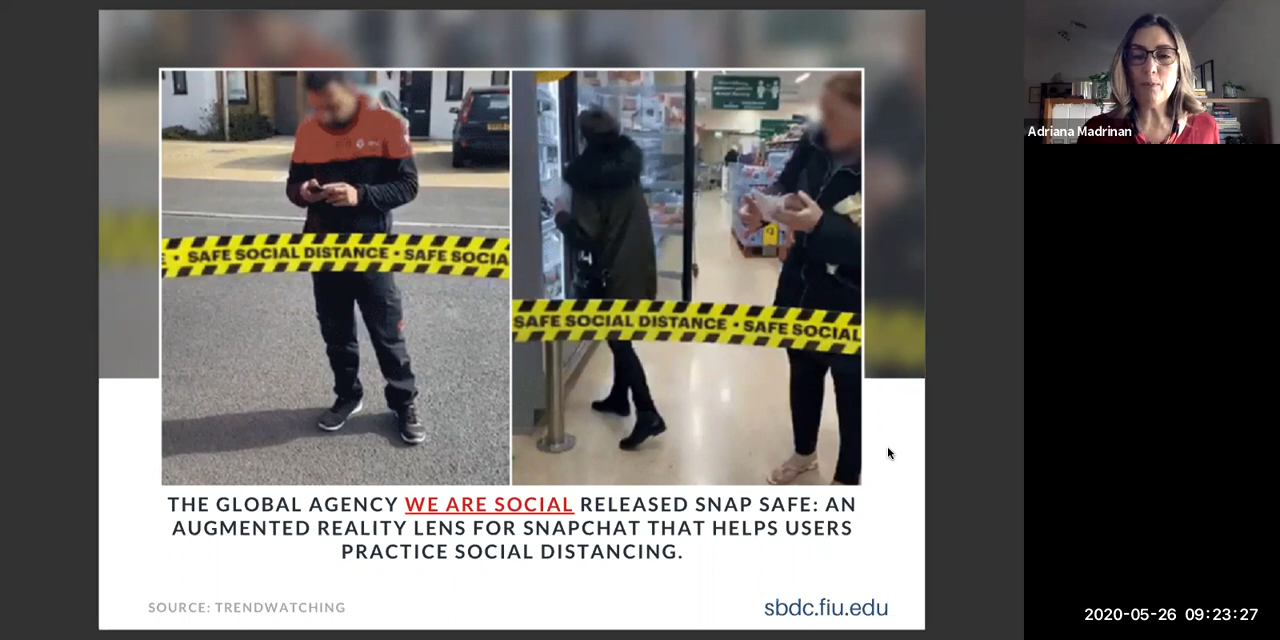 Adriana Madrinan
SAFE SOCIAL DISTANCE • SAFE SOCIA
SAFE SOCIAL DISTANCE • SAFE SOCIAL
THE GLOBAL AGENCY WE ARE SOCIAL RELEASED SNAP SAFE: AN
AUGMENTED REALITY LENS FOR SNAPCHAT THAT HELPS USERS
PRACTICE SOCIAL DISTANCING.
SOURCE: TRENDWATCHING
sbdc.fiu.edu
2020-05-26 09:23:27